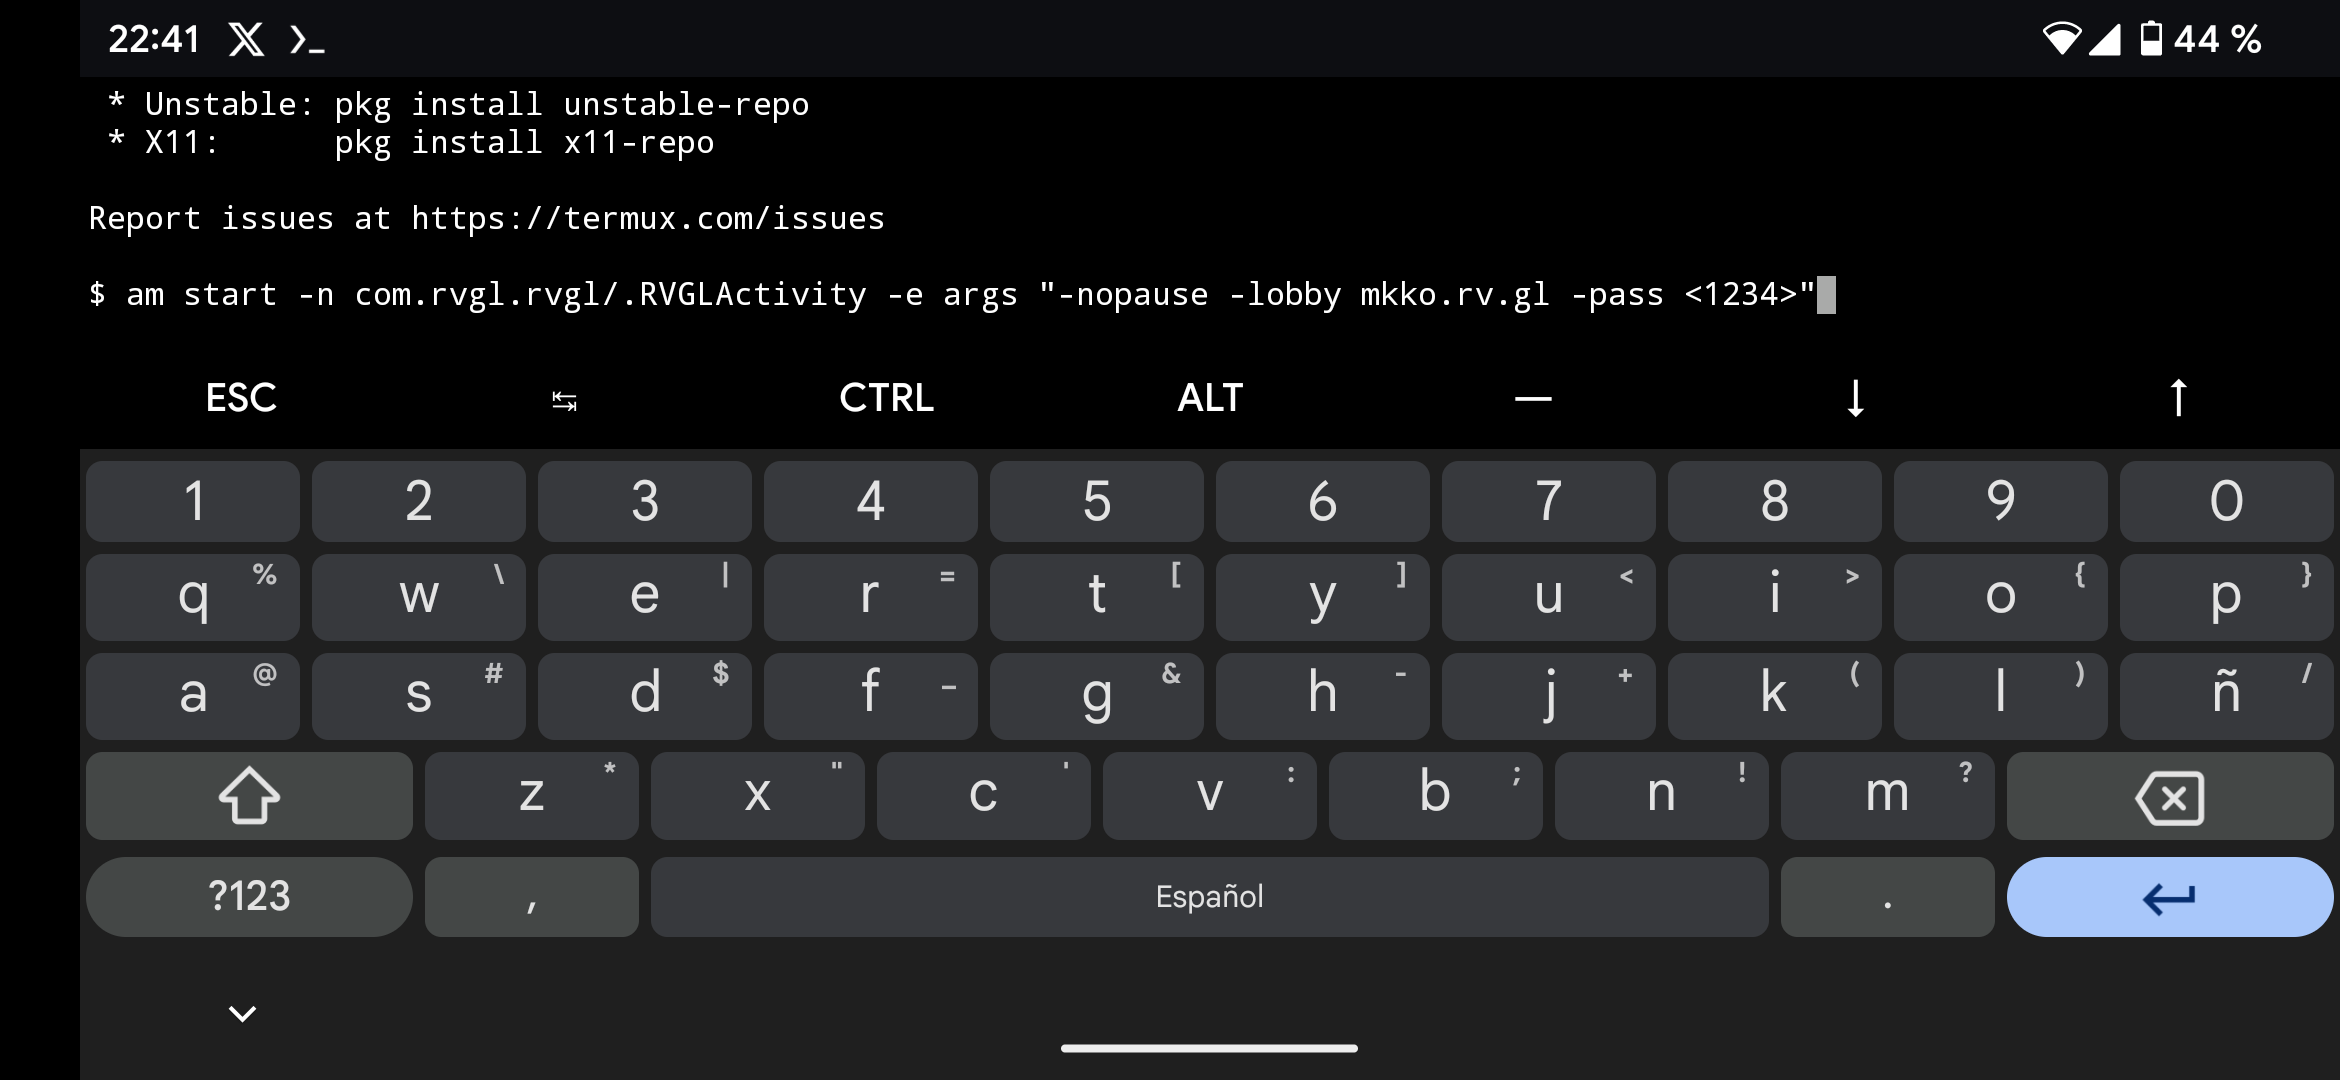 22:41 44 %
* Unstable: pkg install unstable-repo
* X11:      pkg install x11-repo
Report issues at https://termux.com/issues
$ am start -n com.rvgl.rvgl/.RVGLActivity -e args "-nopause -lobby mkko.rv.gl -pass <1234>"
ESC ↹ CTRL ALT — ↓ ↑
1 2 3 4 5 6 7 8 9 0
q % w \ e | r = t [ y ] u < i > o { p }
a @ s # d $ f _ g & h - j + k ( l ) ñ /
z * x " c ' v : b ; n ! m ?
?123 , Español .